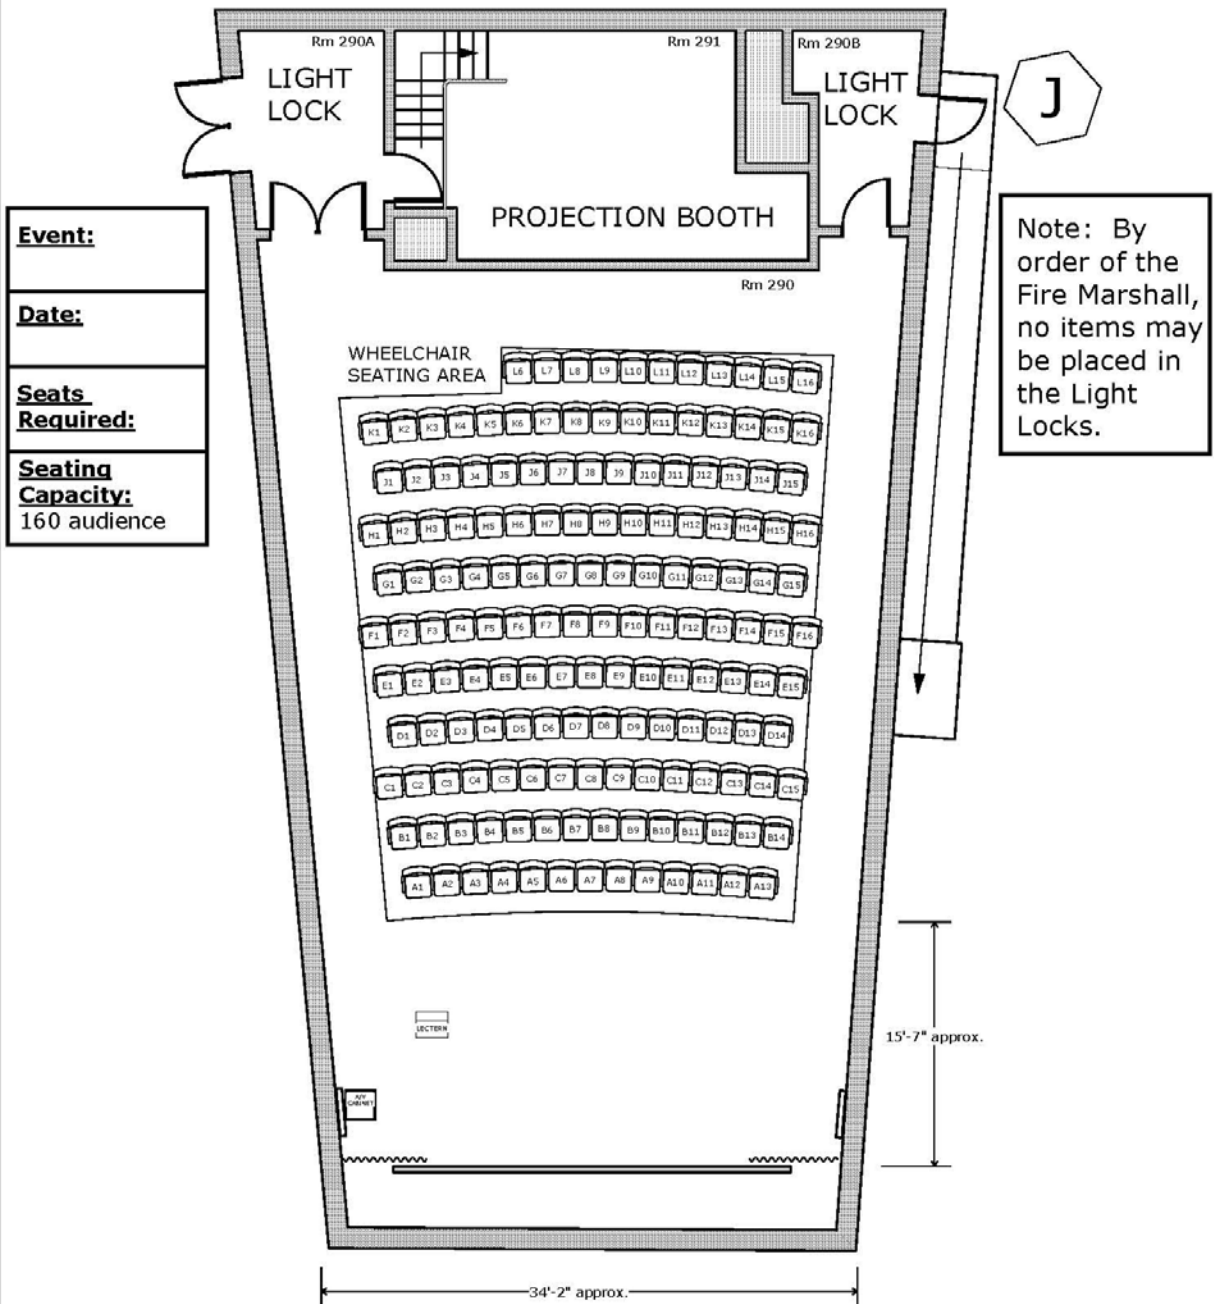 Rm 290A
Rm 291
Rm 290B
LIGHT
LOCK
LIGHT
LOCK
J
PROJECTION BOOTH
Rm 290
Event:
Date:
Seats
Required:
Seating
Capacity:
160 audience
Note: By
order of the
Fire Marshall,
no items may
be placed in
the Light
Locks.
WHEELCHAIR
SEATING AREA
L6 L7 L8 L9 L10 L11 L12 L13 L14 L15 L16
K1 K2 K3 K4 K5 K6 K7 K8 K9 K10 K11 K12 K13 K14 K15 K16
J1 J2 J3 J4 J5 J6 J7 J8 J9 J10 J11 J12 J13 J14 J15
H1 H2 H3 H4 H5 H6 H7 H8 H9 H10 H11 H12 H13 H14 H15 H16
G1 G2 G3 G4 G5 G6 G7 G8 G9 G10 G11 G12 G13 G14 G15
F1 F2 F3 F4 F5 F6 F7 F8 F9 F10 F11 F12 F13 F14 F15 F16
E1 E2 E3 E4 E5 E6 E7 E8 E9 E10 E11 E12 E13 E14 E15
D1 D2 D3 D4 D5 D6 D7 D8 D9 D10 D11 D12 D13 D14
C1 C2 C3 C4 C5 C6 C7 C8 C9 C10 C11 C12 C13 C14 C15
B1 B2 B3 B4 B5 B6 B7 B8 B9 B10 B11 B12 B13 B14
A1 A2 A3 A4 A5 A6 A7 A8 A9 A10 A11 A12 A13
LECTERN
15'-7" approx.
A/V
CABINET
34'-2" approx.